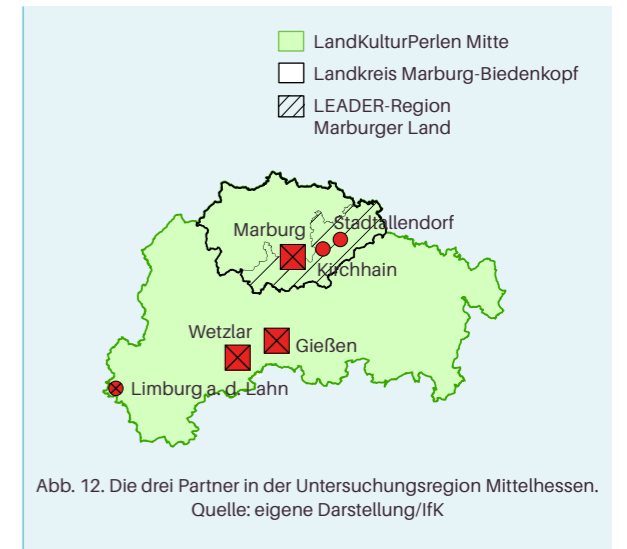 LandKulturPerlen Mitte
Landkreis Marburg-Biedenkopf
LEADER-Region
Marburger Land
Stadtallendorf
Marburg
Kirchhain
Wetzlar
Gießen
Limburg a. d. Lahn
Abb. 12. Die drei Partner in der Untersuchungsregion Mittelhessen.
Quelle: eigene Darstellung/IfK